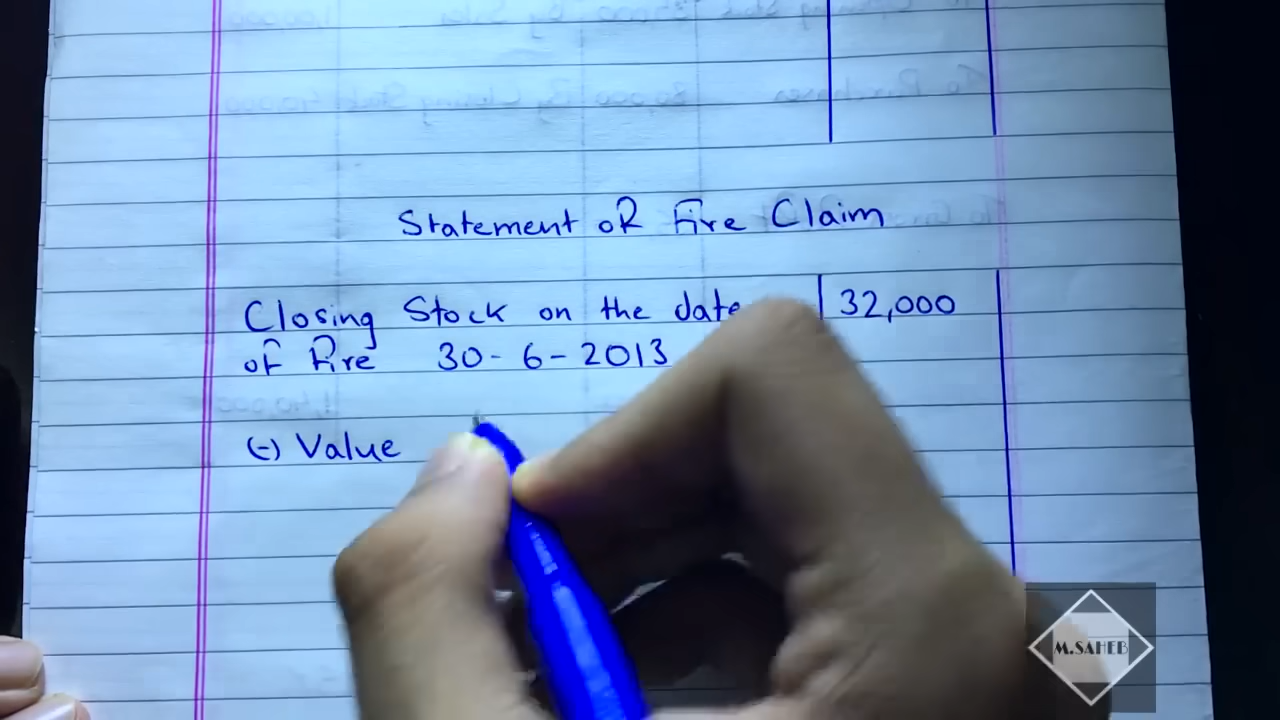 Statement oR Fire Claim
Closing Stock on the date 32,000
of Fire 30-6-2013
(-) Value
M.SAHEB